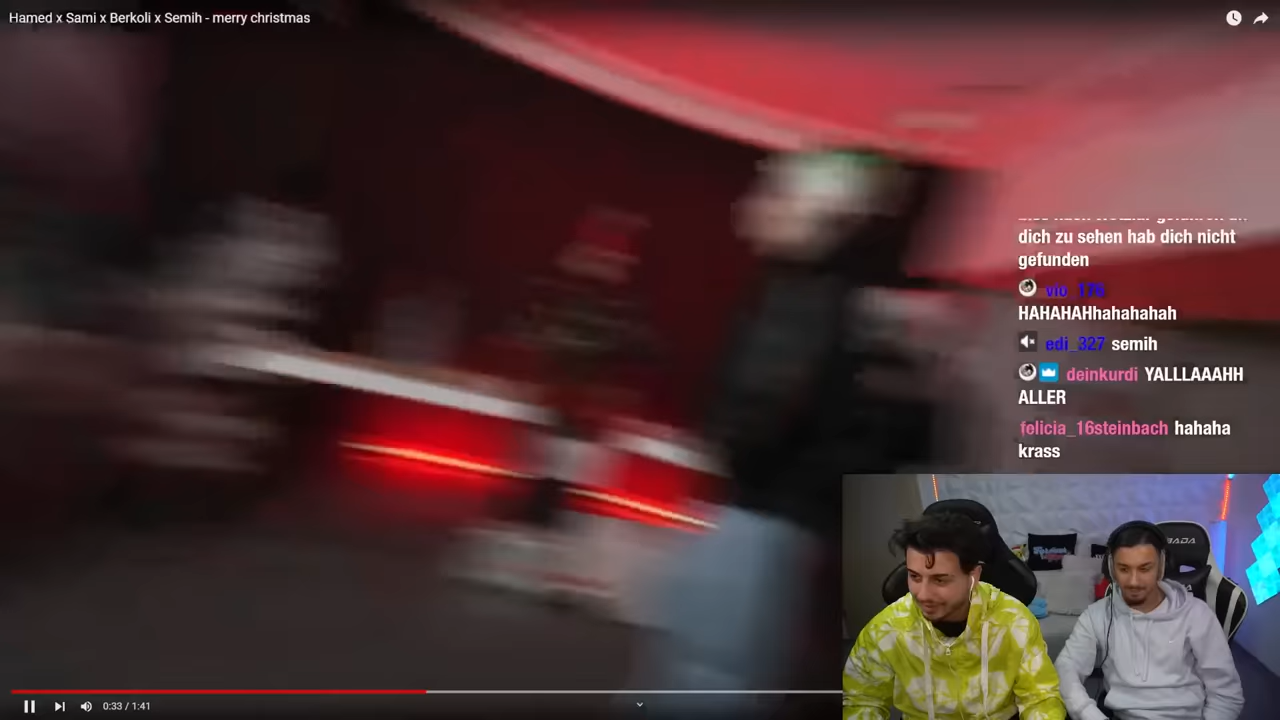 Hamed x Sami x Berkoli x Semih - merry christmas
dich zu sehen hab dich nicht
gefunden
vio_176
HAHAHAHhahahahah
edi_327 semih
deinkurdi YALLLAAAHH
ALLER
felicia_16steinbach hahaha
krass
0:33 / 1:41